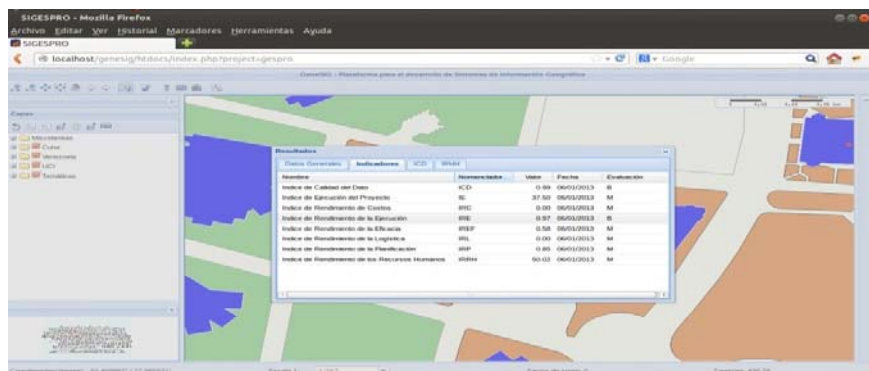 SIGESPRO - Mozilla Firefox
Archivo Editar Ver Historial Marcadores Herramientas Ayuda
SIGESPRO
localhost/genesig/htdocs/index.php?project=gespro
Google
GeneSIG - Plataforma para el desarrollo de Sistemas de Información Geográfica
Capas
Cuba
Venezuela
UCI
Temáticas
Resultados
Datos Generales Indicadores ICD IRHH
Nombre Nomenclador Valor Fecha Evaluación
Indice de Calidad del Dato ICD 0.99 06/01/2013 B
Indice de Ejecución del Proyecto IE 37.50 06/01/2013 M
Indice de Rendimiento de Costos IRC 0.00 06/01/2013 M
Indice de Rendimiento de la Ejecución IRE 0.97 06/01/2013 B
Indice de Rendimiento de la Eficacia IREF 0.58 06/01/2013 M
Indice de Rendimiento de la Logística IRL 0.00 06/01/2013 M
Indice de Rendimiento de la Planificación IRP 06/01/2013 M
Indice de Rendimiento de los Recursos Humanos IRRH 06/01/2013 M